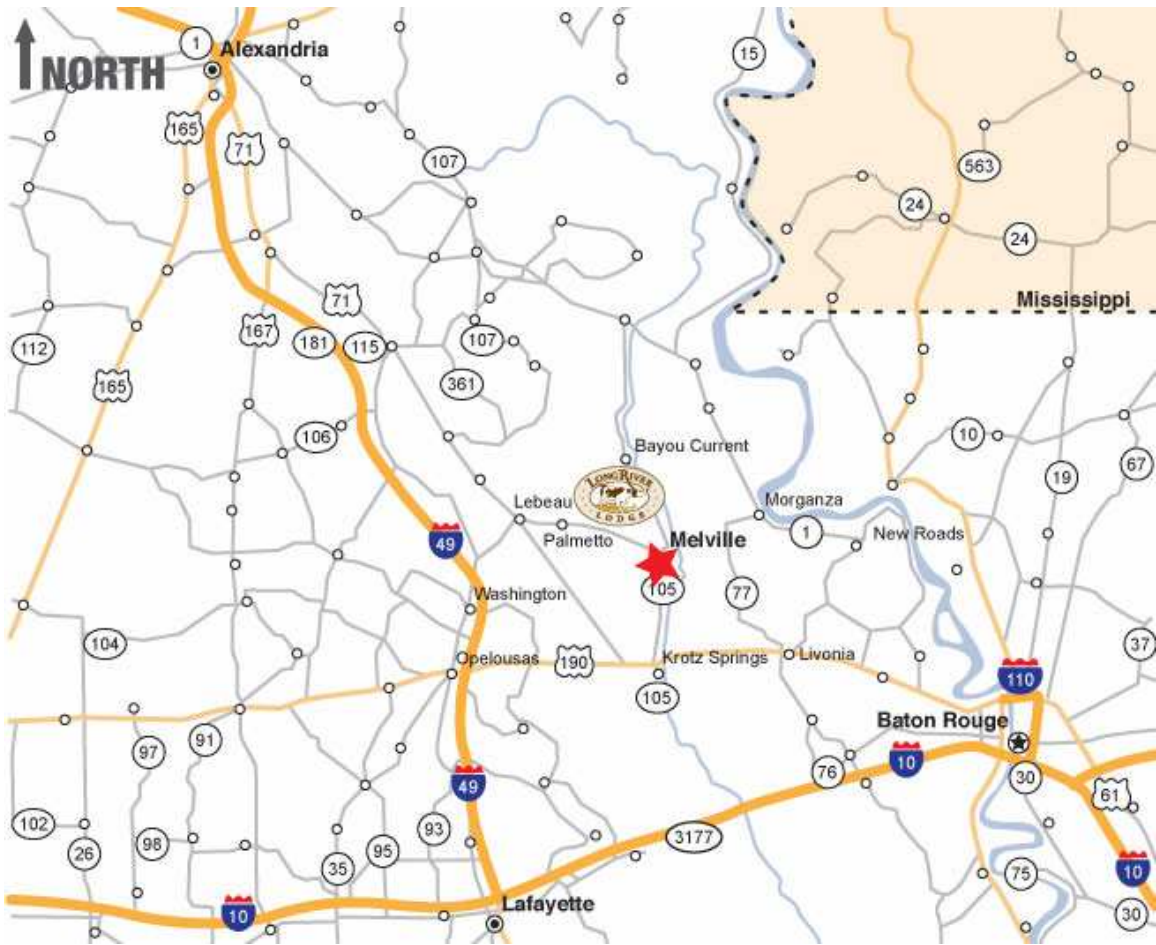 1
Alexandria
NORTH
15
165
71
107
563
24
24
71
Mississippi
167
181
115
107
112
361
165
106
10
19
67
Bayou Current
LONG RIVER
LODGE
Lebeau
Morganza
Palmetto
Melville
1
New Roads
49
105
77
Washington
104
37
Opelousas
190
Krotz Springs
Livonia
105
110
Baton Rouge
97
91
10
76
30
49
61
102
93
3177
98
95
26
35
10
75
10
Lafayette
30